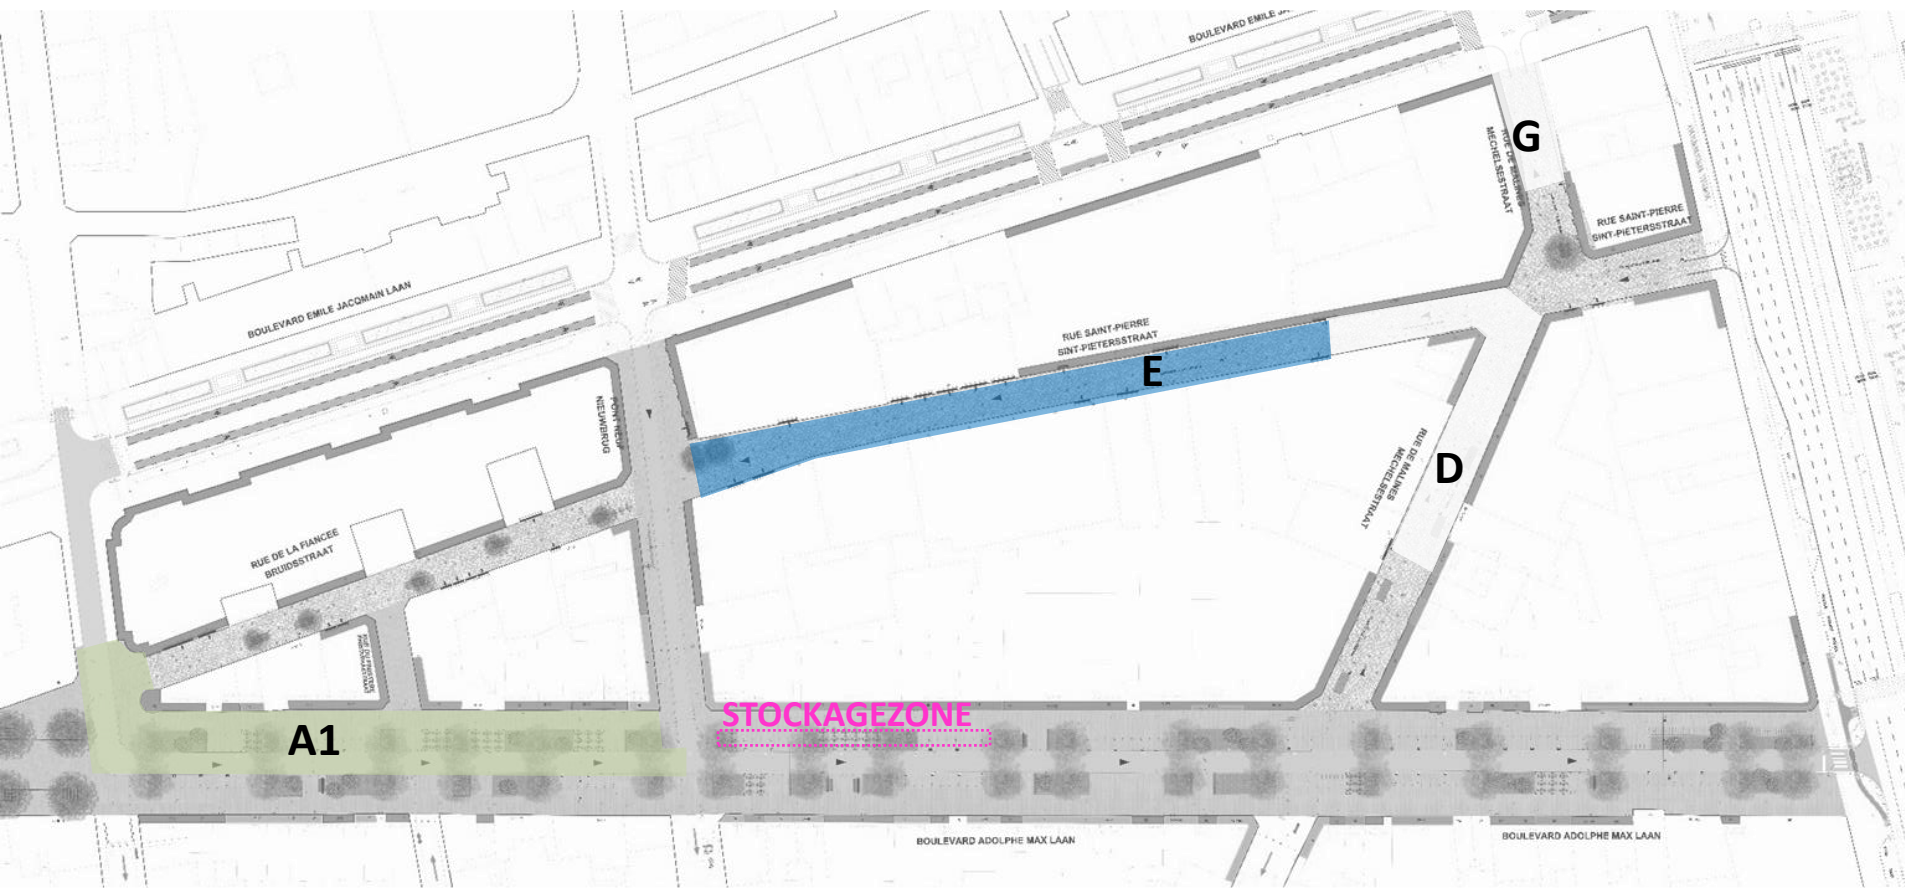 BOULEVARD EMILE JA
G
RUE DE MALINES
MECHELSESTRAAT
RUE SAINT-PIERRE
SINT-PIETERSSTRAAT
BOULEVARD EMILE JACQMAIN LAAN
RUE SAINT-PIERRE
SINT-PIETERSSTRAAT
E
PONT NEUF
NIEUWBRUG
D
RUE DE MALINES
MECHELSESTRAAT
RUE DE LA FIANCEE
BRUIDSSTRAAT
STOCKAGEZONE
A1
BOULEVARD ADOLPHE MAX LAAN
BOULEVARD ADOLPHE MAX LAAN